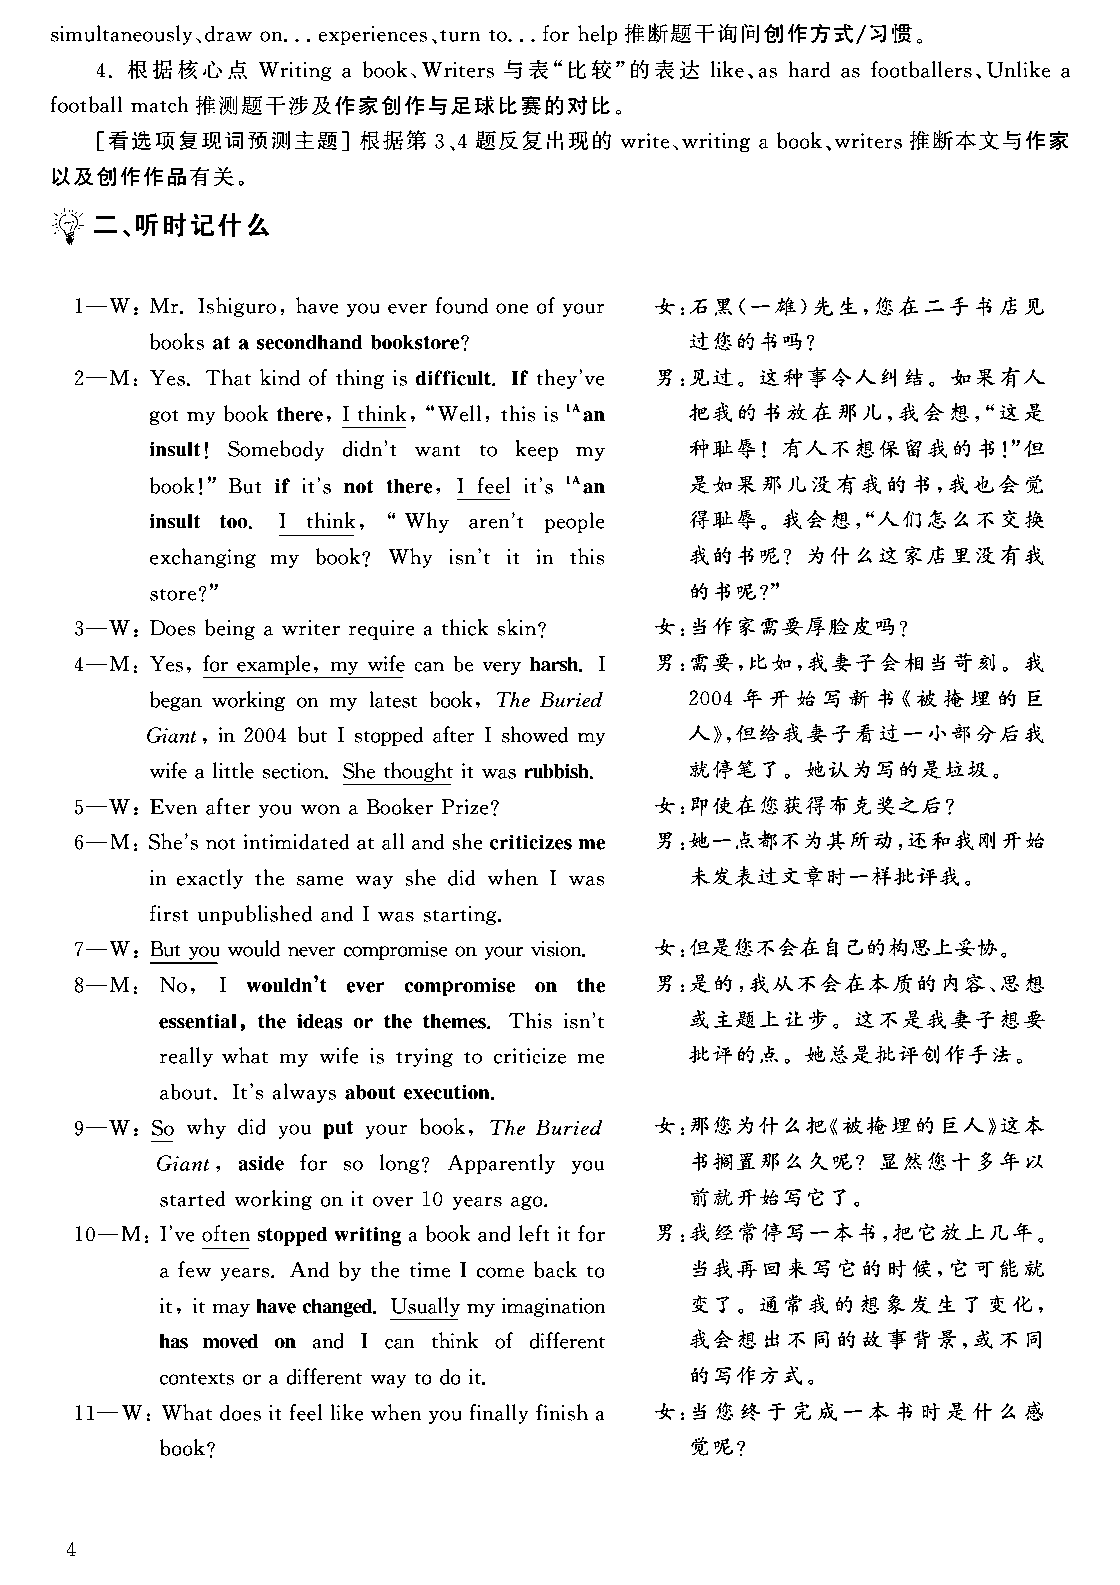 simultaneously、draw on... experiences、turn to... for help 推断题干询问创作方式/习惯。
4. 根据核心点 Writing a book、Writers 与表“比较”的表达 like、as hard as footballers、Unlike a
football match 推测题干涉及作家创作与足球比赛的对比。
[看选项复现词预测主题] 根据第 3、4 题反复出现的 write、writing a book、writers 推断本文与作家
以及创作作品有关。
二、听时记什么
1—W: Mr. Ishiguro, have you ever found one of your
books at a secondhand bookstore?
2—M: Yes. That kind of thing is difficult. If they've
got my book there, I think, “Well, this is 1A an
insult! Somebody didn't want to keep my
book!” But if it's not there, I feel it's 1A an
insult too. I think, “Why aren't people
exchanging my book? Why isn't it in this
store?”
3—W: Does being a writer require a thick skin?
4—M: Yes, for example, my wife can be very harsh. I
began working on my latest book, The Buried
Giant, in 2004 but I stopped after I showed my
wife a little section. She thought it was rubbish.
5—W: Even after you won a Booker Prize?
6—M: She's not intimidated at all and she criticizes me
in exactly the same way she did when I was
first unpublished and I was starting.
7—W: But you would never compromise on your vision.
8—M: No, I wouldn't ever compromise on the
essential, the ideas or the themes. This isn't
really what my wife is trying to criticize me
about. It's always about execution.
9—W: So why did you put your book, The Buried
Giant, aside for so long? Apparently you
started working on it over 10 years ago.
10—M: I've often stopped writing a book and left it for
a few years. And by the time I come back to
it, it may have changed. Usually my imagination
has moved on and I can think of different
contexts or a different way to do it.
11—W: What does it feel like when you finally finish a
book?
女:石黑(一雄)先生,您在二手书店见
过您的书吗?
男:见过。这种事令人纠结。如果有人
把我的书放在那儿,我会想,“这是
种耻辱!有人不想保留我的书!”但
是如果那儿没有我的书,我也会觉
得耻辱。我会想,“人们怎么不交换
我的书呢?为什么这家店里没有我
的书呢?”
女:当作家需要厚脸皮吗?
男:需要,比如,我妻子会相当苛刻。我
2004 年开始写新书《被掩埋的巨
人》,但给我妻子看过一小部分后我
就停笔了。她认为写的是垃圾。
女:即使在您获得布克奖之后?
男:她一点都不为其所动,还和我刚开始
未发表过文章时一样批评我。
女:但是您不会在自己的构思上妥协。
男:是的,我从不会在本质的内容、思想
或主题上让步。这不是我妻子想要
批评的点。她总是批评创作手法。
女:那您为什么把《被掩埋的巨人》这本
书搁置那么久呢?显然您十多年以
前就开始写它了。
男:我经常停写一本书,把它放上几年。
当我再回来写它的时候,它可能就
变了。通常我的想象发生了变化,
我会想出不同的故事背景,或不同
的写作方式。
女:当您终于完成一本书时是什么感
觉呢?
4